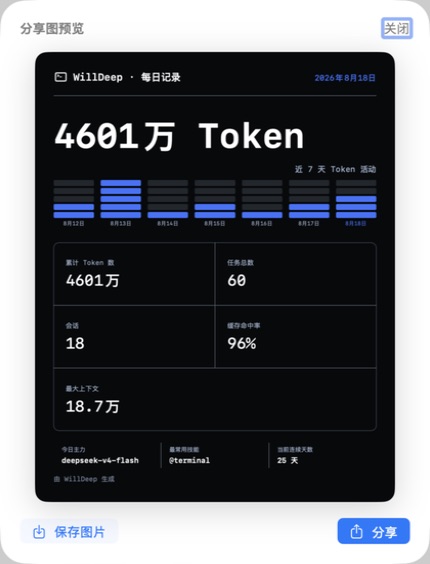 分享图预览
关闭
WillDeep · 每日记录
2026年8月18日
4601万 Token
近 7 天 Token 活动
8月12日 8月13日 8月14日 8月15日 8月16日 8月17日 8月18日
累计 Token 数
4601万
任务总数
60
会话
18
缓存命中率
96%
最大上下文
18.7万
今日主力
deepseek-v4-flash
最常用技能
@terminal
当前连续天数
25 天
由 WillDeep 生成
保存图片
分享